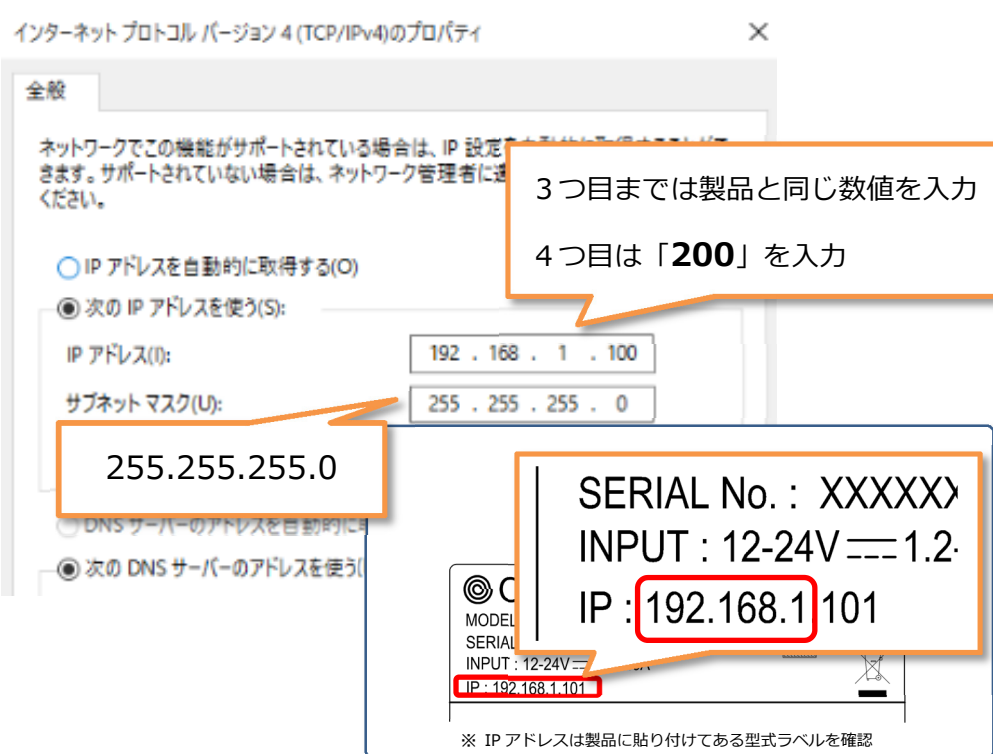 インターネット プロトコル バージョン 4 (TCP/IPv4)のプロパティ
全般
ネットワークでこの機能がサポートされている場合は、IP 設定
きます。サポートされていない場合は、ネットワーク管理者に
ください。
3つ目までは製品と同じ数値を入力
4つ目は「200」を入力
IP アドレスを自動的に取得する(O)
次の IP アドレスを使う(S):
IP アドレス(I):
192 . 168 . 1 . 100
サブネット マスク(U):
255 . 255 . 255 . 0
255.255.255.0
DNS サーバーのアドレスを自動的に
次の DNS サーバーのアドレスを使う(
SERIAL No. : XXXXXX
INPUT : 12-24V ⎓ 1.2-
IP : 192.168.1.101
MODEL
SERIAL
INPUT : 12-24V ⎓
IP : 192.168.1.101
※ IP アドレスは製品に貼り付けてある型式ラベルを確認